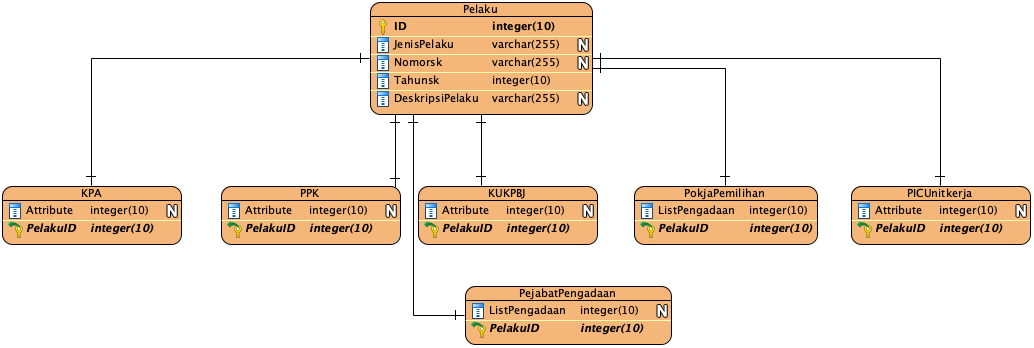 Pelaku
ID integer(10)
JenisPelaku varchar(255) N
Nomorsk varchar(255) N
Tahunsk integer(10)
DeskripsiPelaku varchar(255) N
KPA
Attribute integer(10) N
PelakuID integer(10)
PPK
Attribute integer(10) N
PelakuID integer(10)
KUKPBJ
Attribute integer(10) N
PelakuID integer(10)
PokjaPemilihan
ListPengadaan integer(10)
PelakuID integer(10)
PICUnitkerja
Attribute integer(10) N
PelakuID integer(10)
PejabatPengadaan
ListPengadaan integer(10) N
PelakuID integer(10)